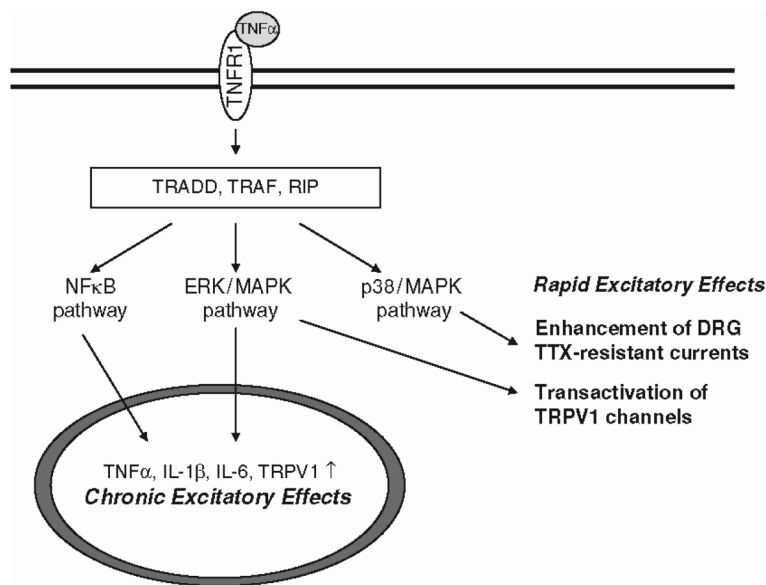 TNFα
TNFR1
TRADD, TRAF, RIP
NFκB
pathway
ERK/MAPK
pathway
p38/MAPK
pathway
Rapid Excitatory Effects
Enhancement of DRG
TTX-resistant currents
Transactivation of
TRPV1 channels
TNFα, IL-1β, IL-6, TRPV1 ↑
Chronic Excitatory Effects